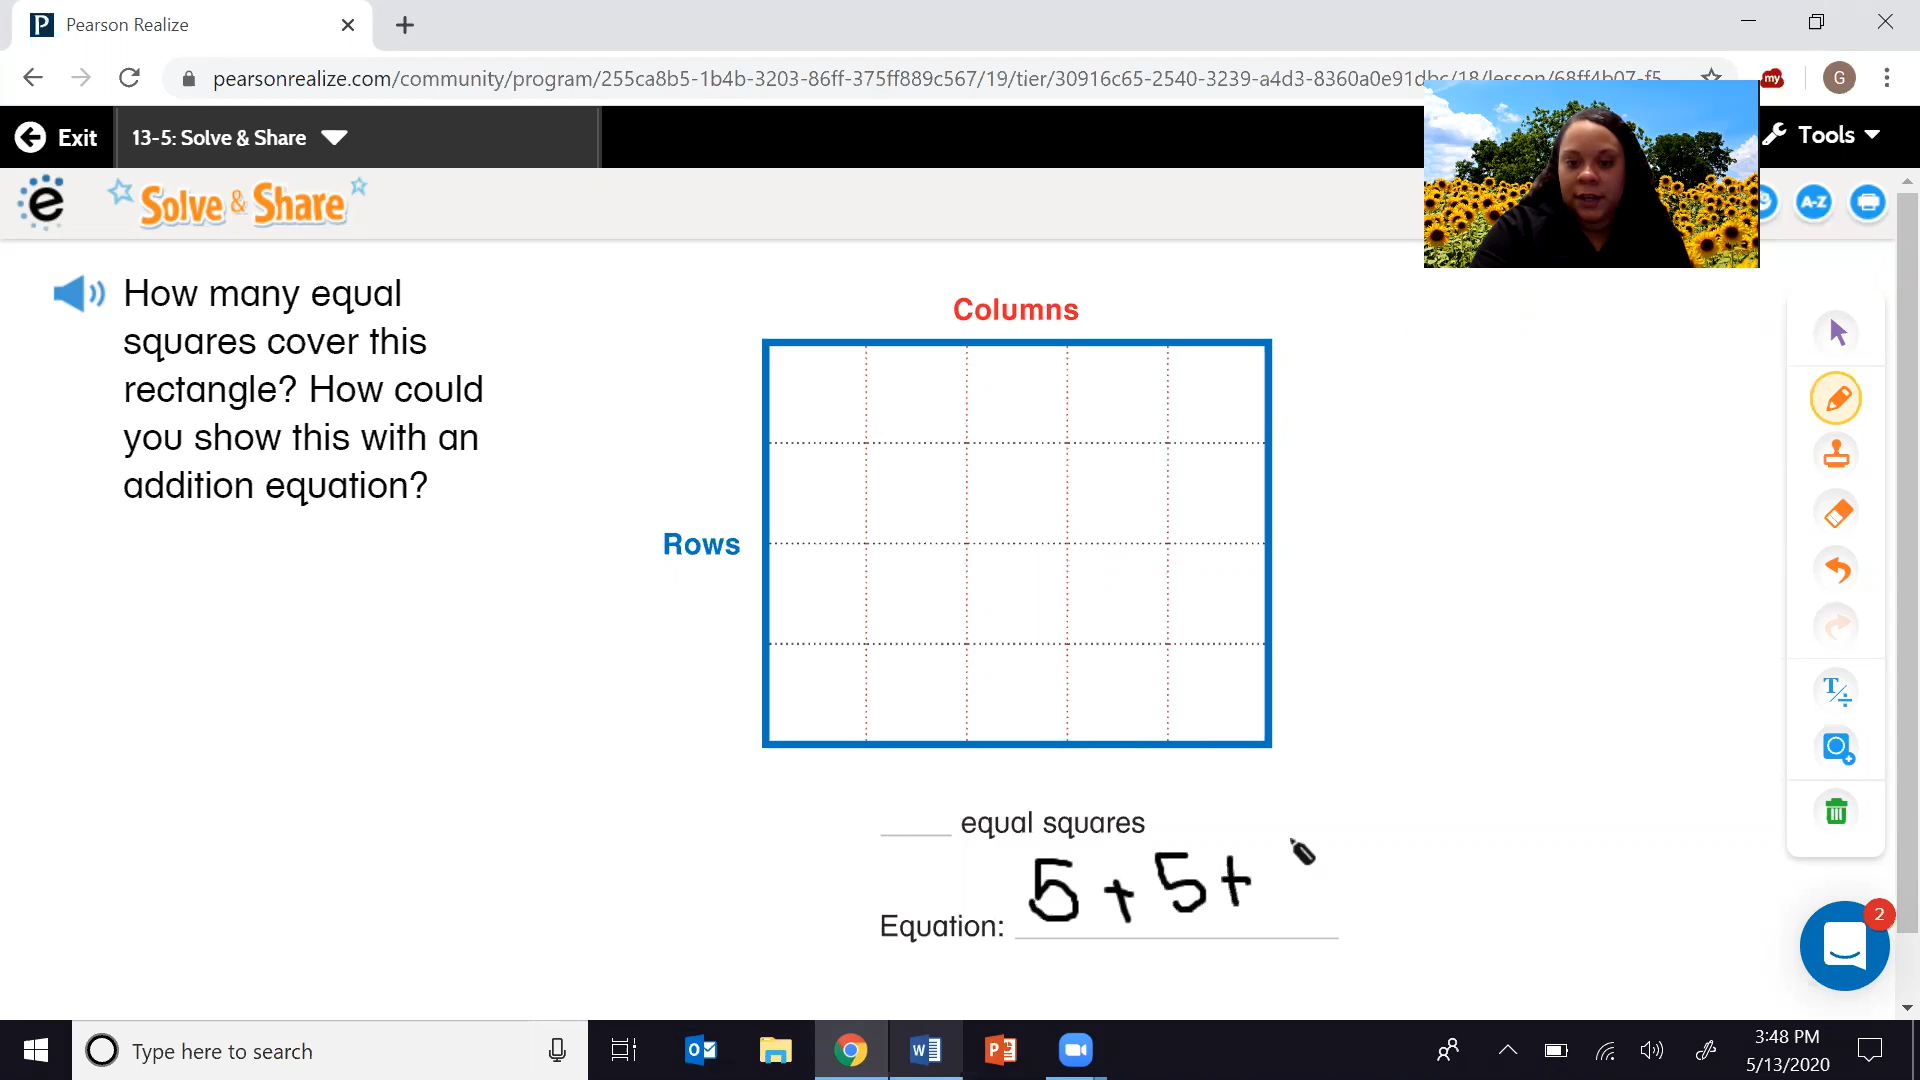 Pearson Realize
pearsonrealize.com/community/program/255ca8b5-1b4b-3203-86ff-375ff889c567/19/tier/30916c65-2540-3239-a4d3-8360a0e91dbc/18/lesson/68ff4b07-f5
G
Exit
13-5: Solve & Share
Tools
e
Solve & Share
A-Z
How many equal
squares cover this
rectangle? How could
you show this with an
addition equation?
Columns
Rows
____ equal squares
5 + 5 +
Equation:
2
Type here to search
3:48 PM
5/13/2020